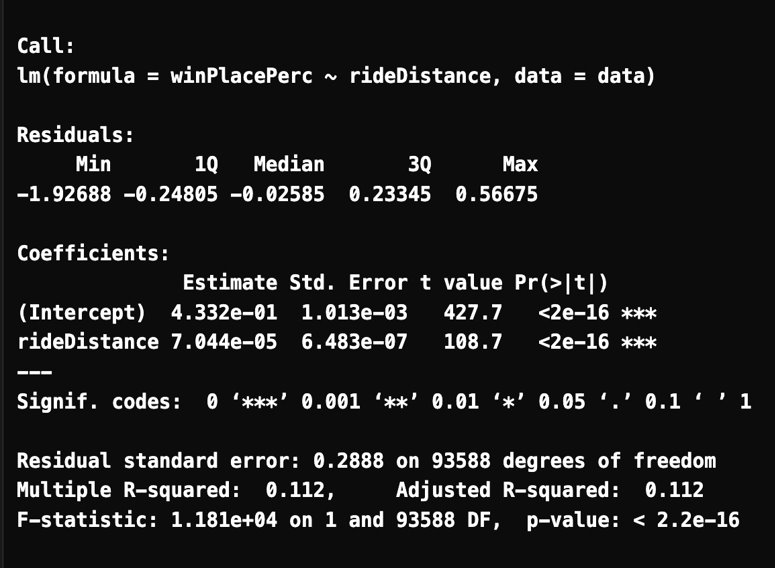 Call:
lm(formula = winPlacePerc ~ rideDistance, data = data)
Residuals:
     Min       1Q   Median       3Q      Max
-1.92688 -0.24805 -0.02585  0.23345  0.56675
Coefficients:
              Estimate Std. Error t value Pr(>|t|)
(Intercept)  4.332e-01  1.013e-03   427.7   <2e-16 ***
rideDistance 7.044e-05  6.483e-07   108.7   <2e-16 ***
---
Signif. codes:  0 ‘***’ 0.001 ‘**’ 0.01 ‘*’ 0.05 ‘.’ 0.1 ‘ ’ 1
Residual standard error: 0.2888 on 93588 degrees of freedom
Multiple R-squared:  0.112,     Adjusted R-squared:  0.112
F-statistic: 1.181e+04 on 1 and 93588 DF,  p-value: < 2.2e-16